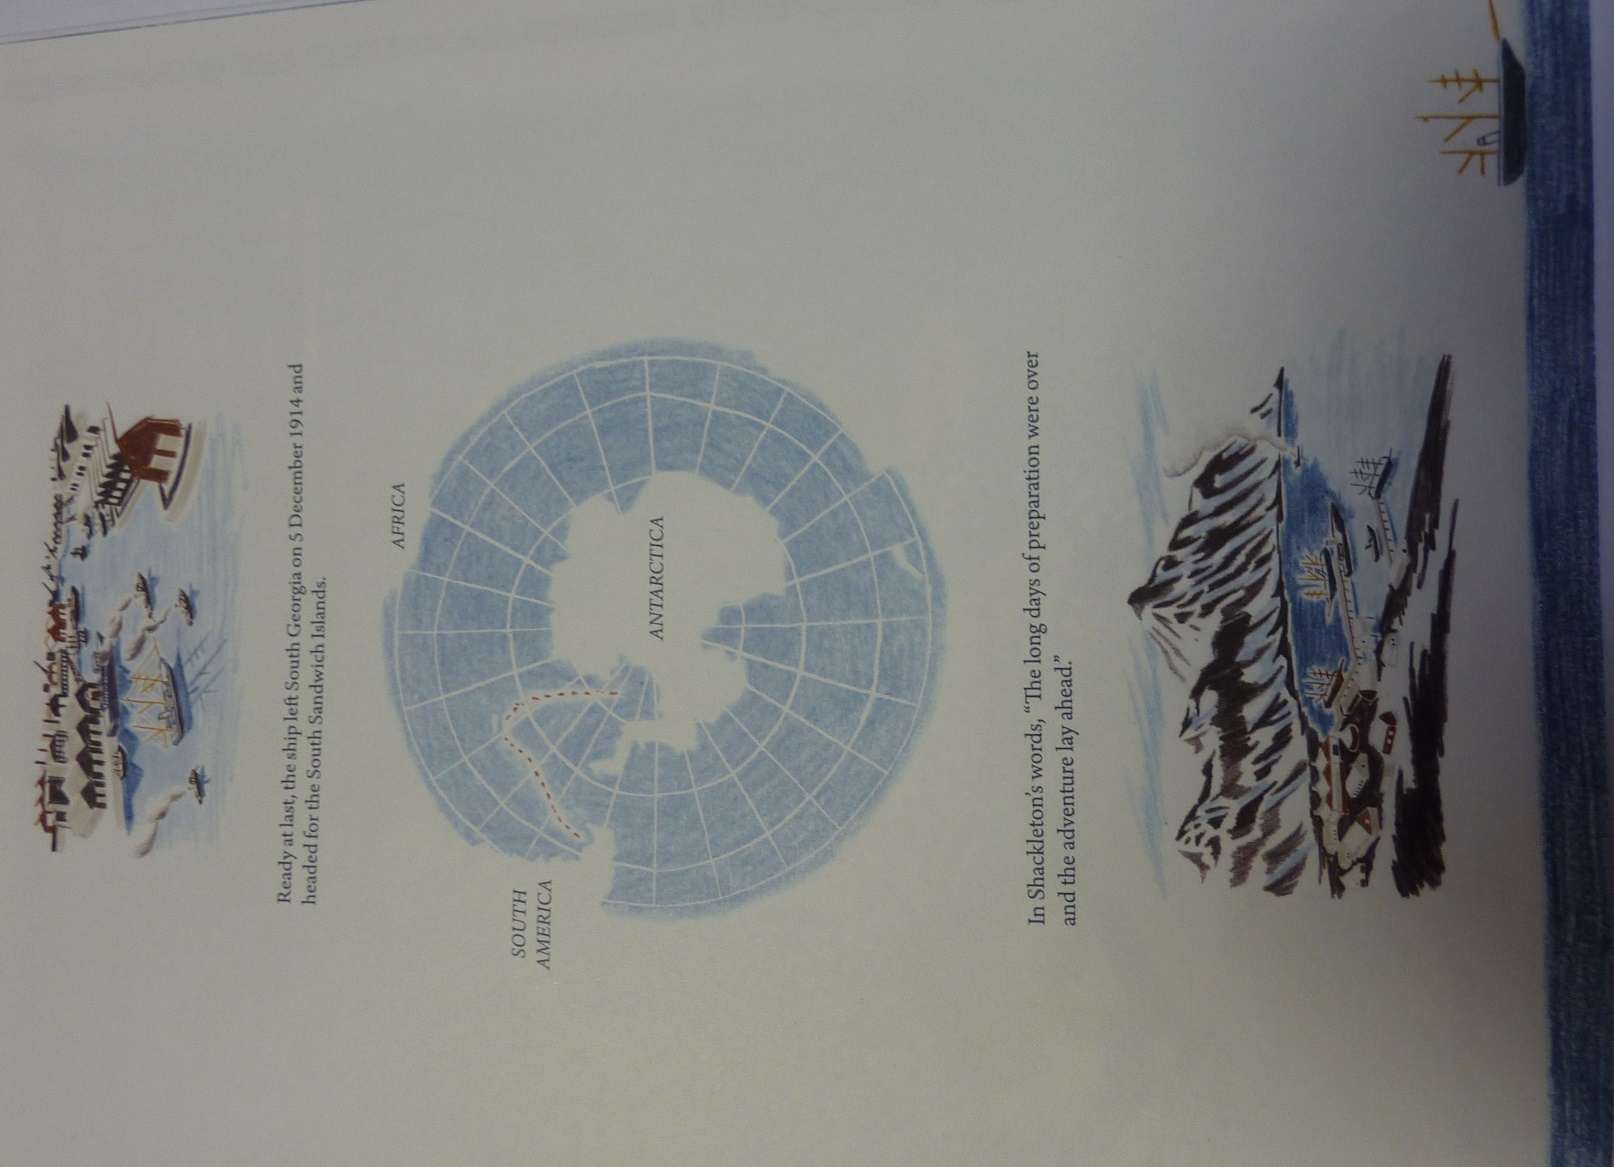 Ready at last, the ship left South Georgia on 5 December 1914 and
headed for the South Sandwich Islands.
AFRICA
SOUTH
AMERICA
ANTARCTICA
In Shackleton’s words, “The long days of preparation were over
and the adventure lay ahead.”